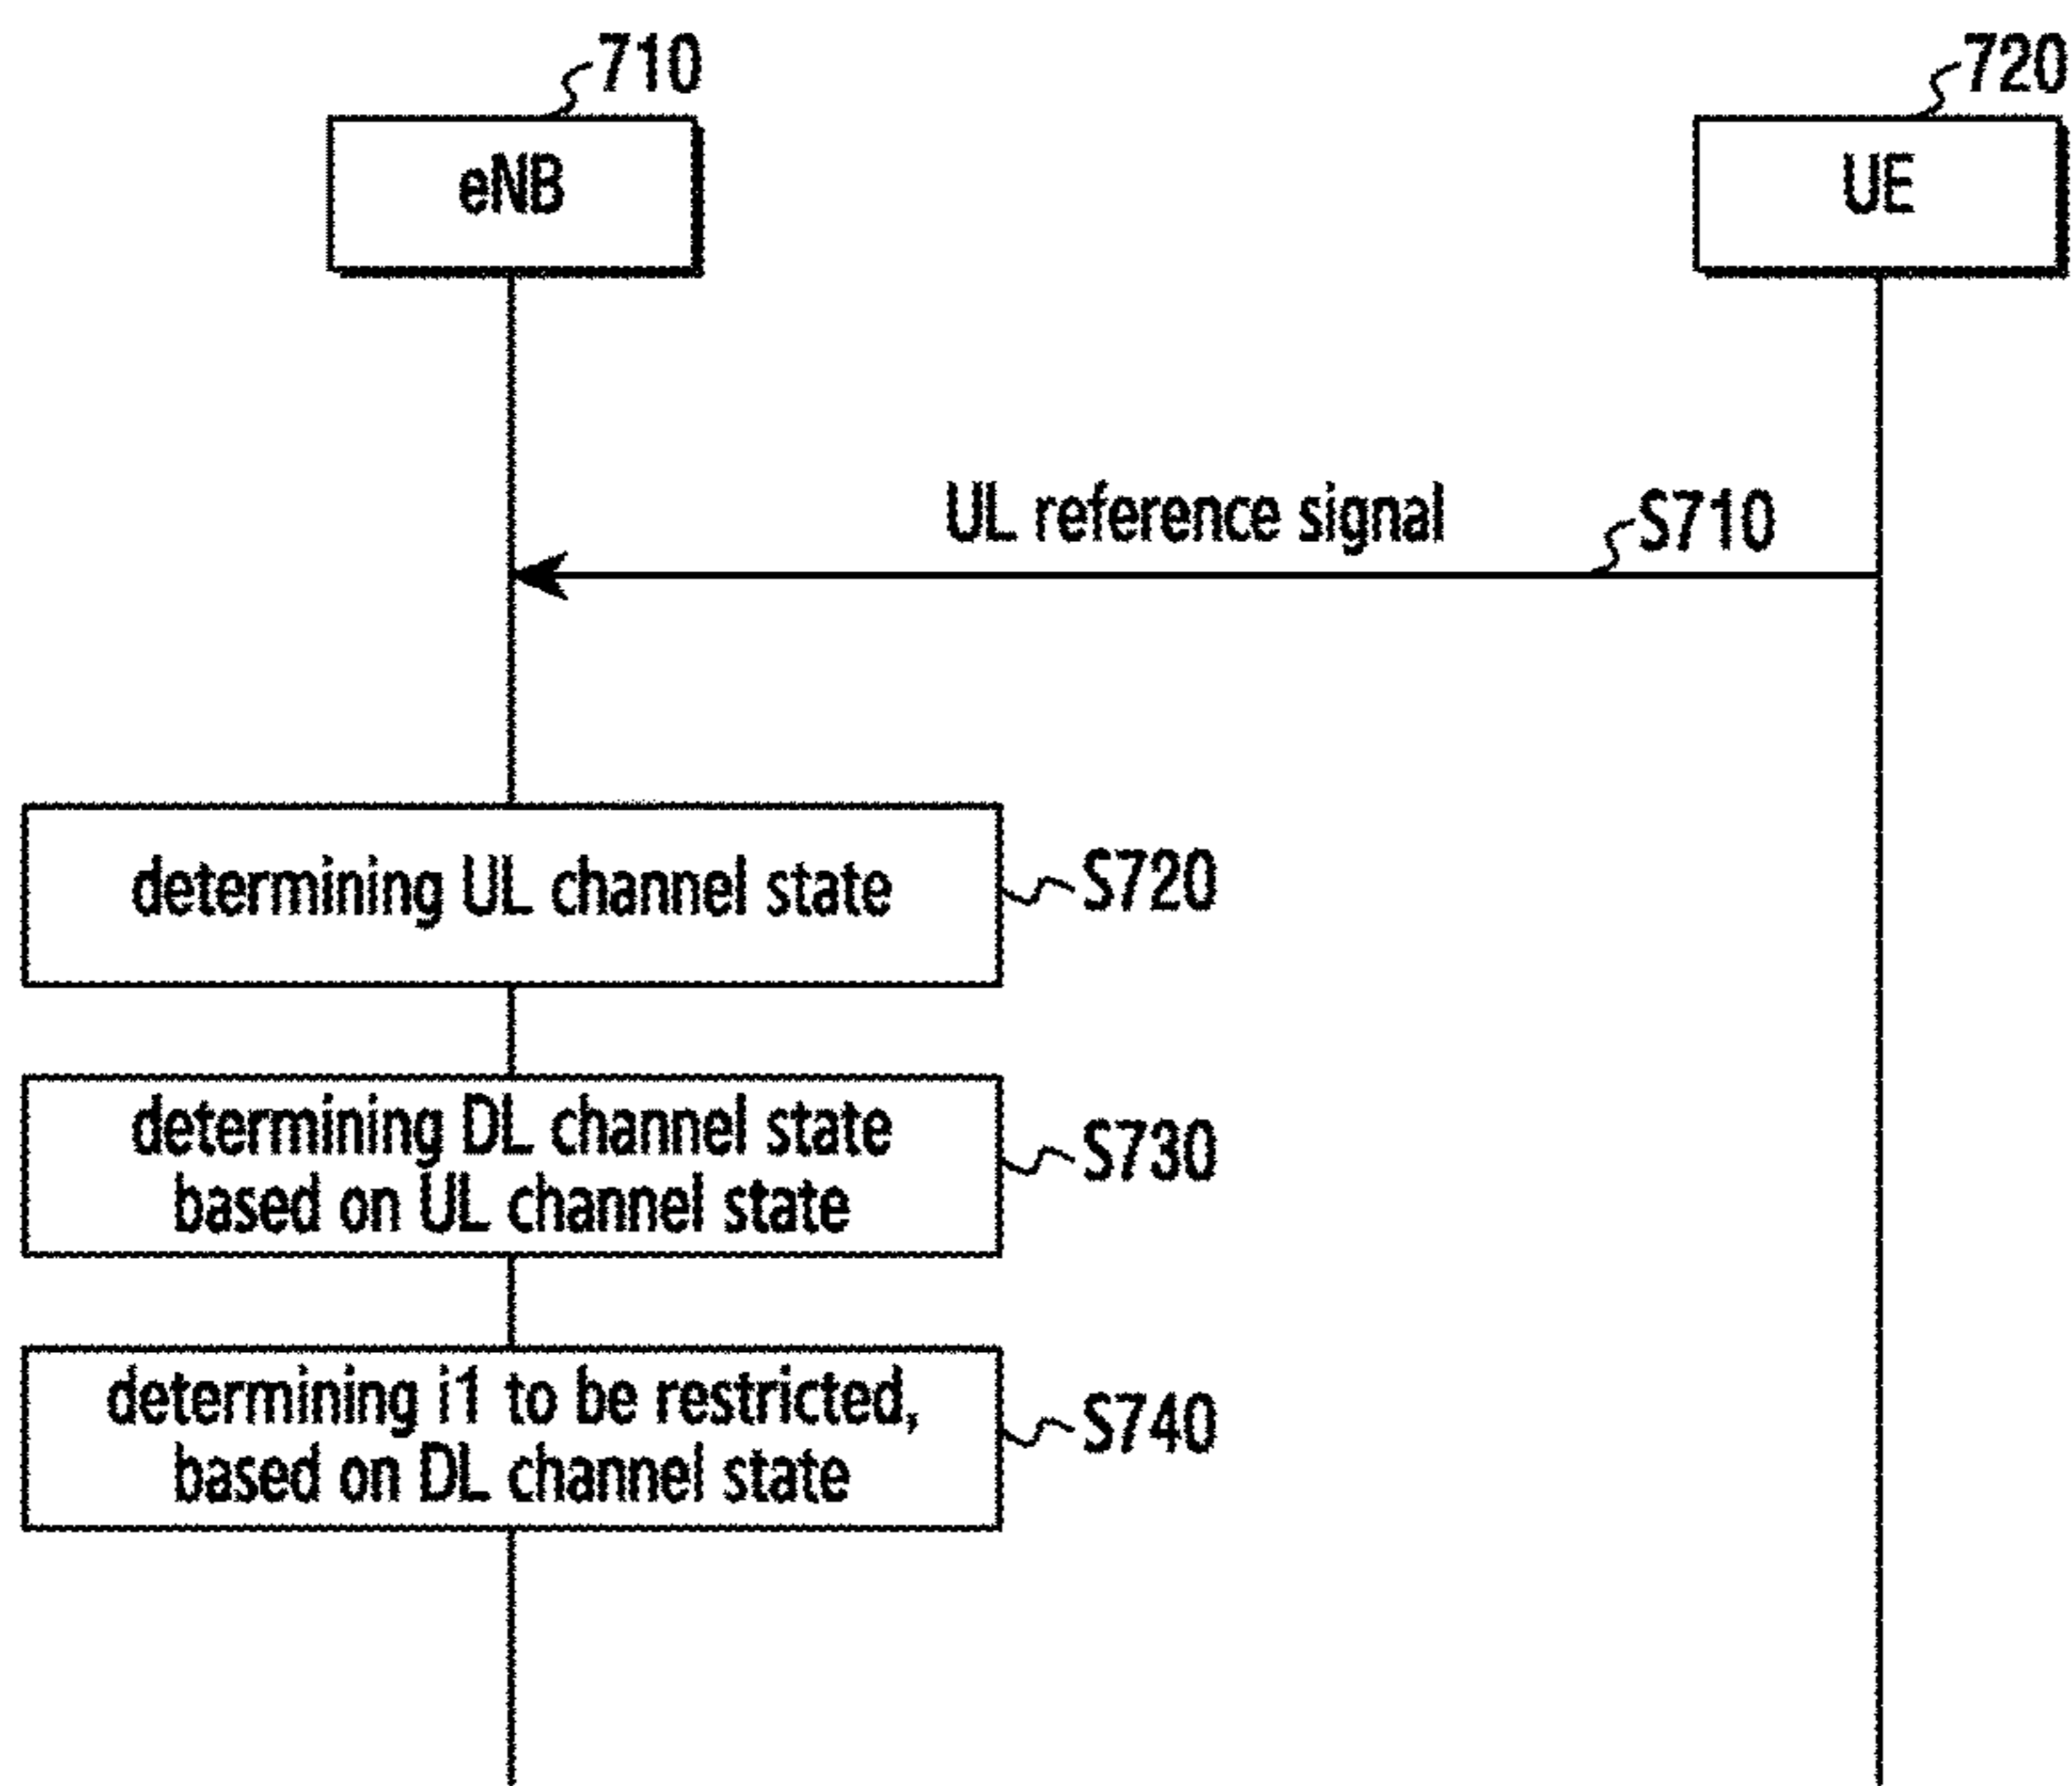 710
720
eNB
UE
UL reference signal
S710
determining UL channel state
S720
determining DL channel state
based on UL channel state
S730
determining i1 to be restricted,
based on DL channel state
S740